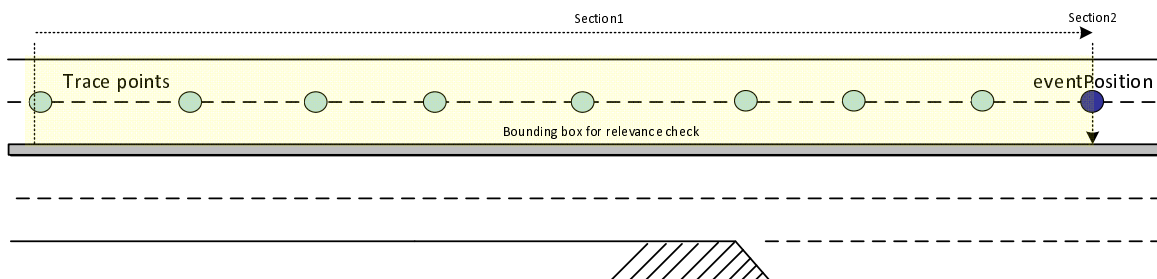 Section1
Section2
Trace points
eventPosition
Bounding box for relevance check